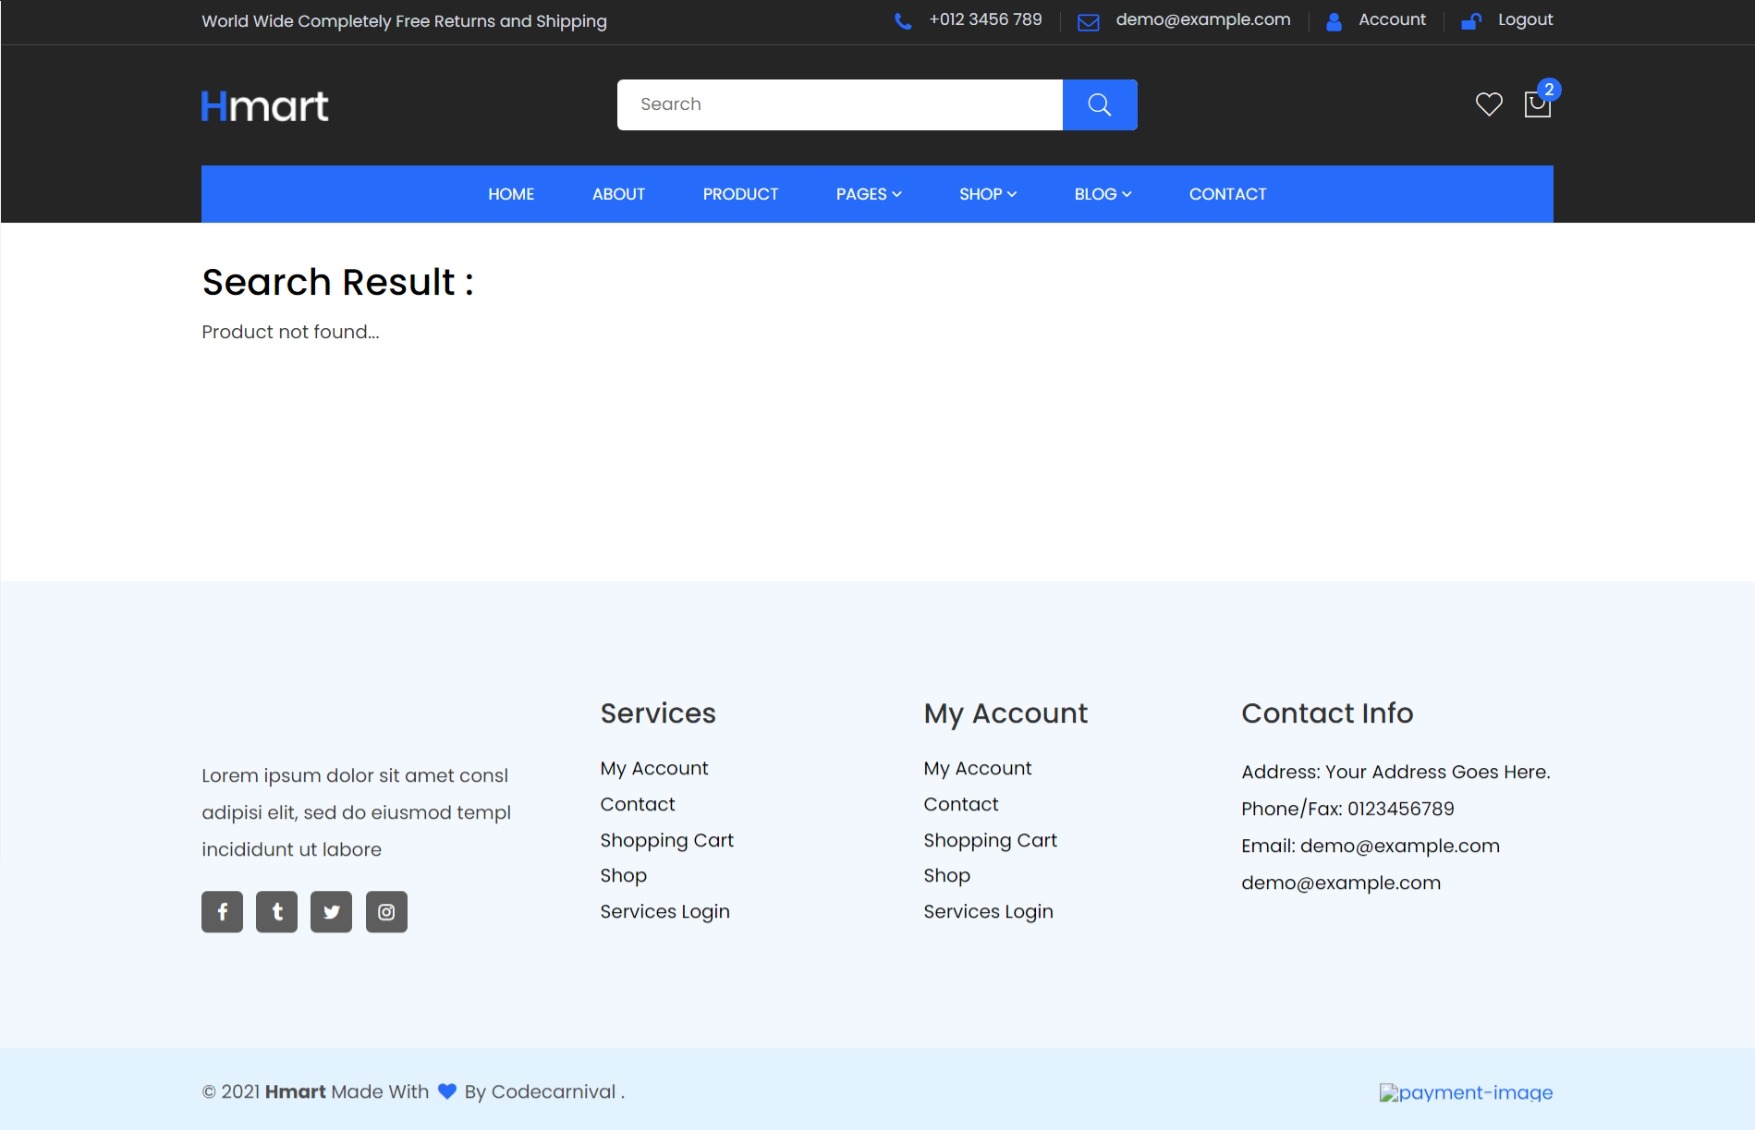 World Wide Completely Free Returns and Shipping
+012 3456 789
demo@example.com
Account
Logout
Hmart
Search
2
HOME
ABOUT
PRODUCT
PAGES
SHOP
BLOG
CONTACT
Search Result :
Product not found...
Lorem ipsum dolor sit amet consl
adipisi elit, sed do eiusmod templ
incididunt ut labore
Services
My Account
Contact
Shopping Cart
Shop
Services Login
My Account
My Account
Contact
Shopping Cart
Shop
Services Login
Contact Info
Address: Your Address Goes Here.
Phone/Fax: 0123456789
Email: demo@example.com
demo@example.com
© 2021 Hmart Made With By Codecarnival .
payment-image